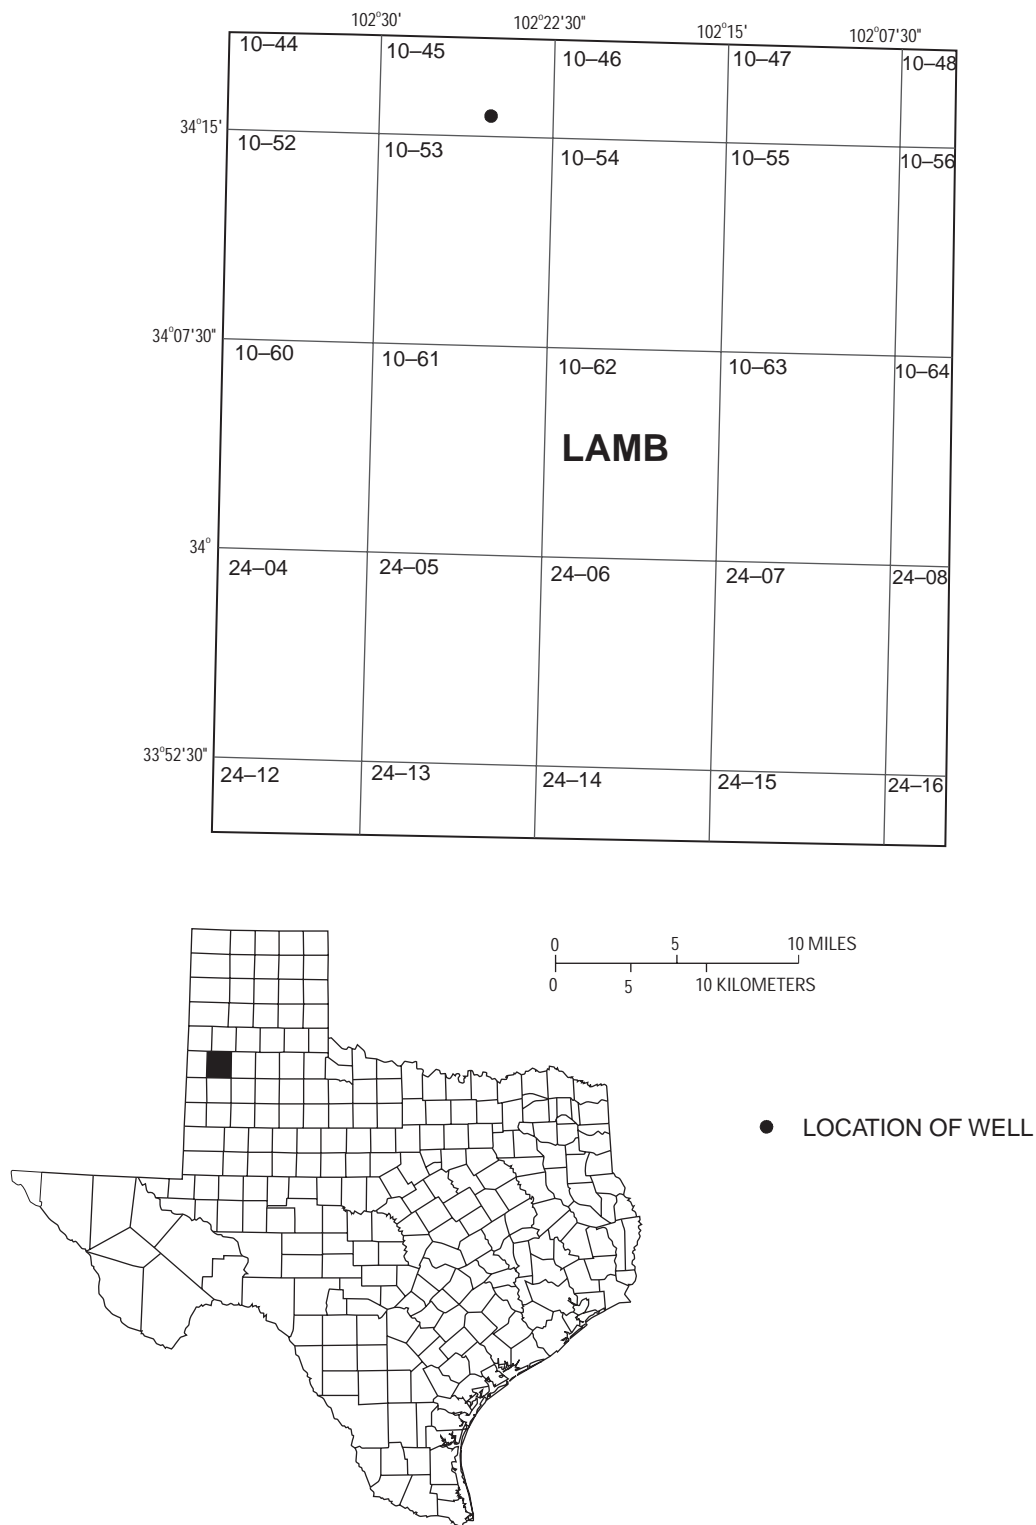 102°30' 102°22'30" 102°15' 102°07'30"
10–44 10–45 10–46 10–47 10–48
34°15'
10–52 10–53 10–54 10–55 10–56
34°07'30"
10–60 10–61 10–62 10–63 10–64
LAMB
34°
24–04 24–05 24–06 24–07 24–08
33°52'30"
24–12 24–13 24–14 24–15 24–16
0 5 10 MILES
0 5 10 KILOMETERS
LOCATION OF WELL